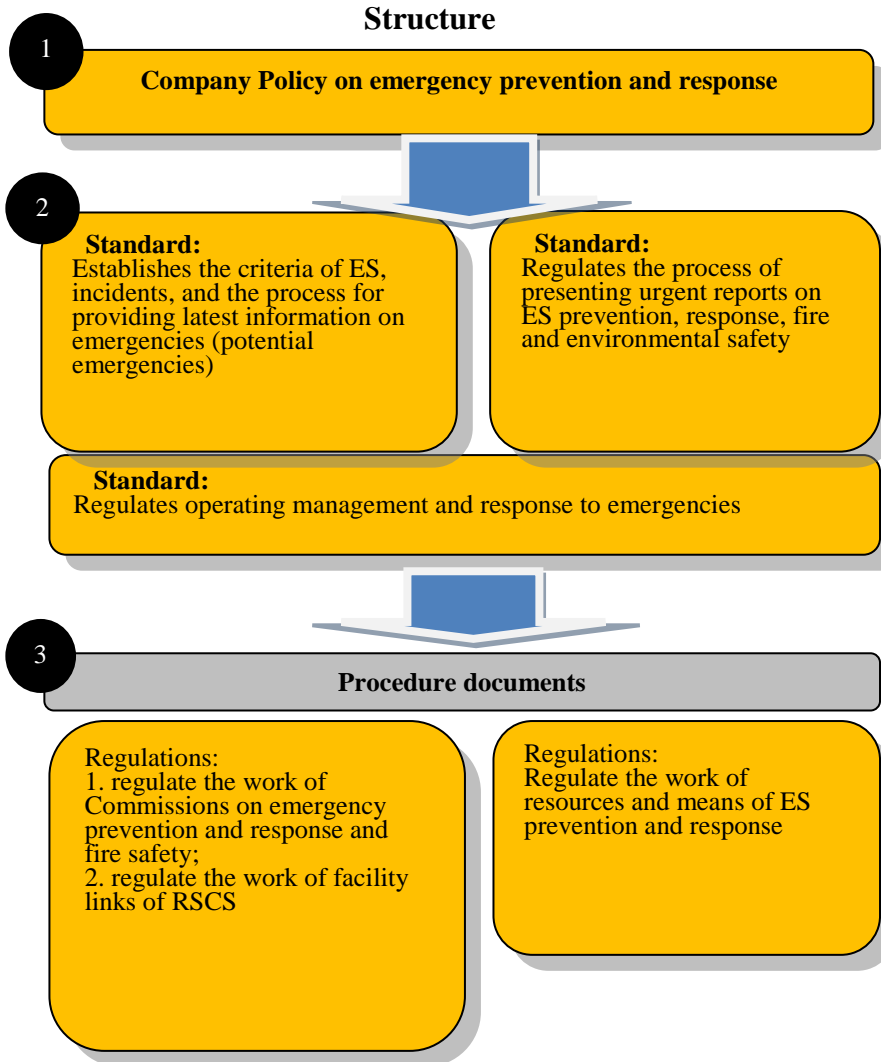 Structure
1
Company Policy on emergency prevention and response
2
Standard:
Establishes the criteria of ES,
incidents, and the process for
providing latest information on
emergencies (potential
emergencies)
Standard:
Regulates the process of
presenting urgent reports on
ES prevention, response, fire
and environmental safety
Standard:
Regulates operating management and response to emergencies
3
Procedure documents
Regulations:
1. regulate the work of
Commissions on emergency
prevention and response and
fire safety;
2. regulate the work of facility
links of RSCS
Regulations:
Regulate the work of
resources and means of ES
prevention and response